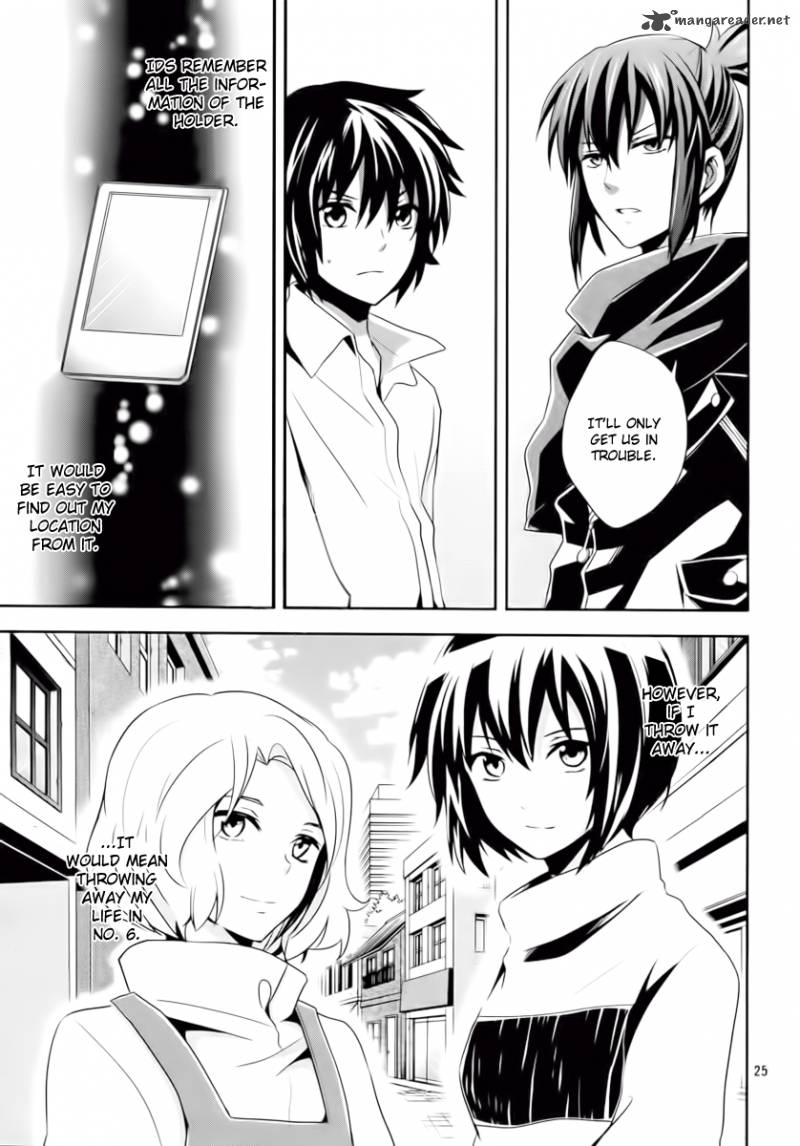 mangareader.net
IT'LL ONLY
GET US IN
TROUBLE.
IDS REMEMBER
ALL THE INFOR-
MATION OF THE
HOLDER.
IT WOULD
BE EASY TO
FIND OUT MY
LOCATION
FROM IT.
HOWEVER,
IF I
THROW IT
AWAY...
...IT
WOULD MEAN
THROWING
AWAY MY
LIFE IN
NO. 6.
25